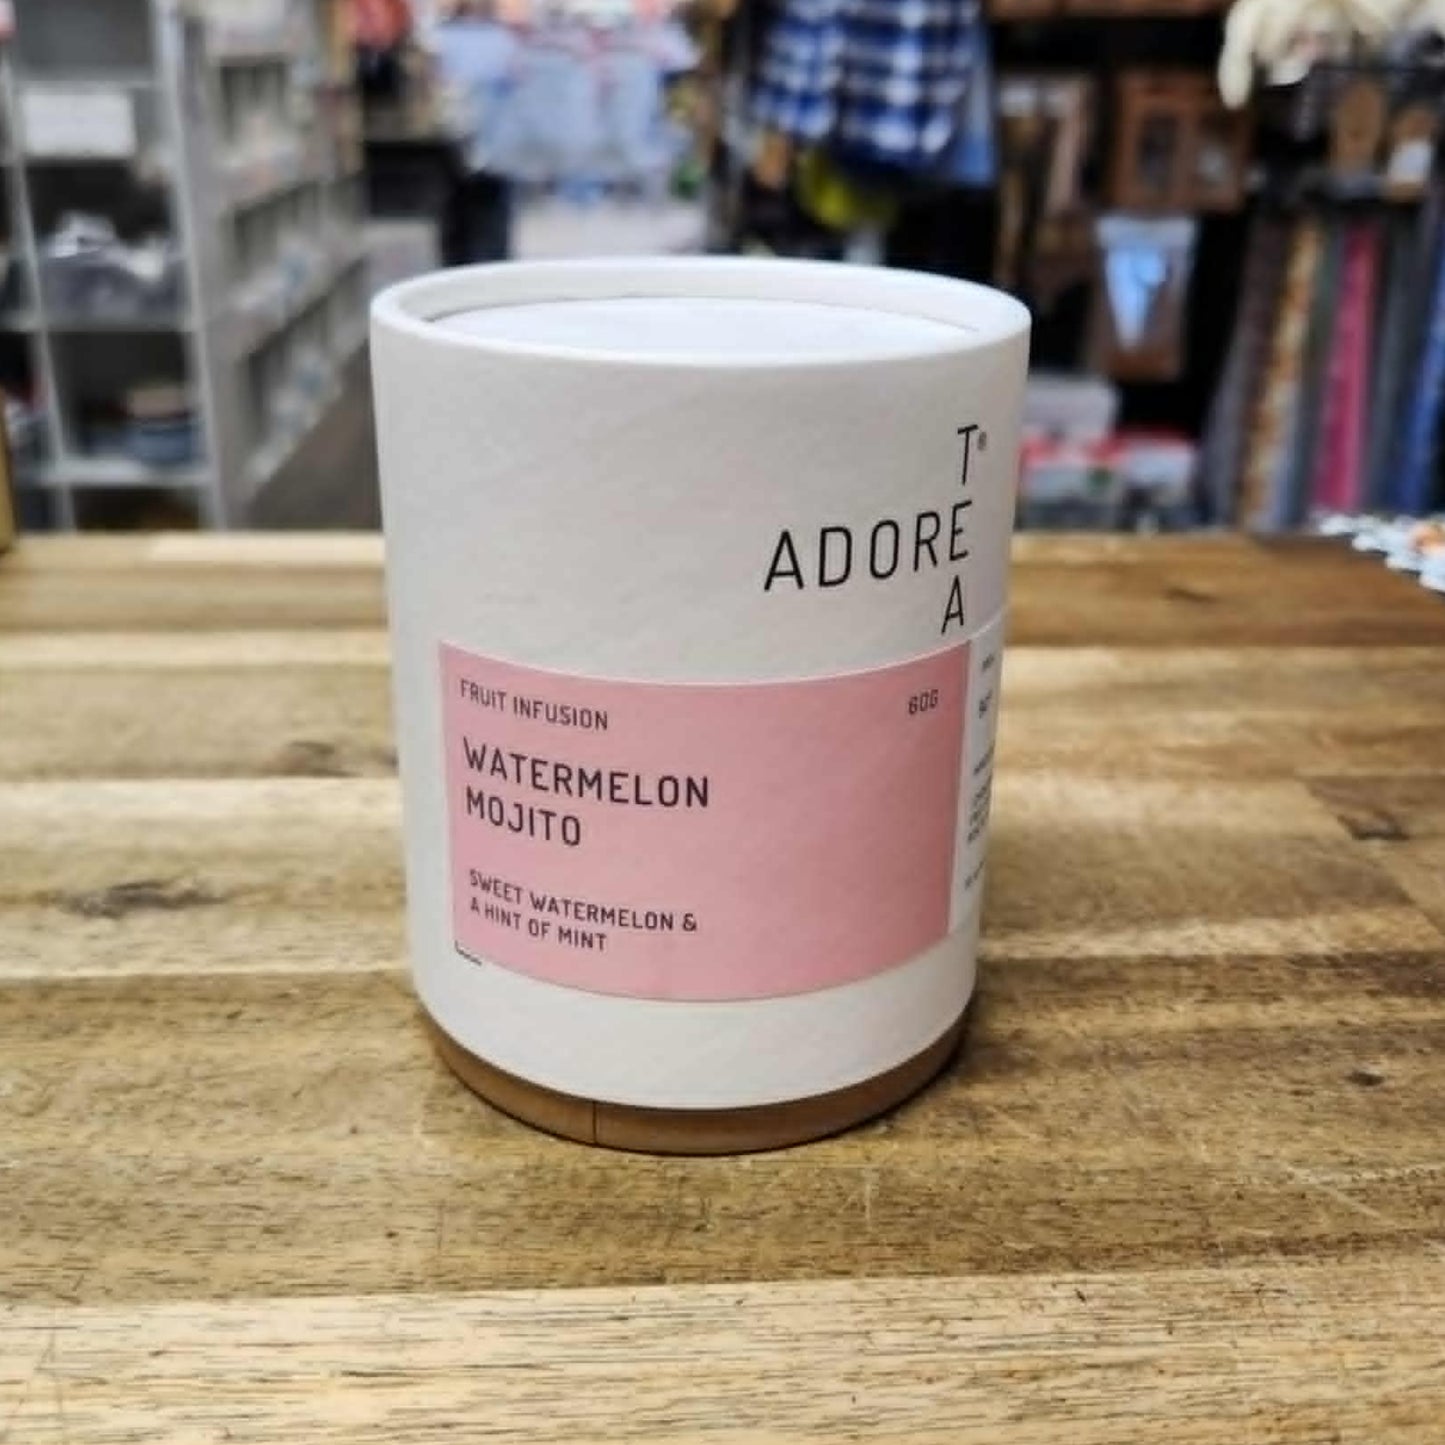 T®
ADORE
A
FRUIT INFUSION
60G
WATERMELON
MOJITO
SWEET WATERMELON &
A HINT OF MINT